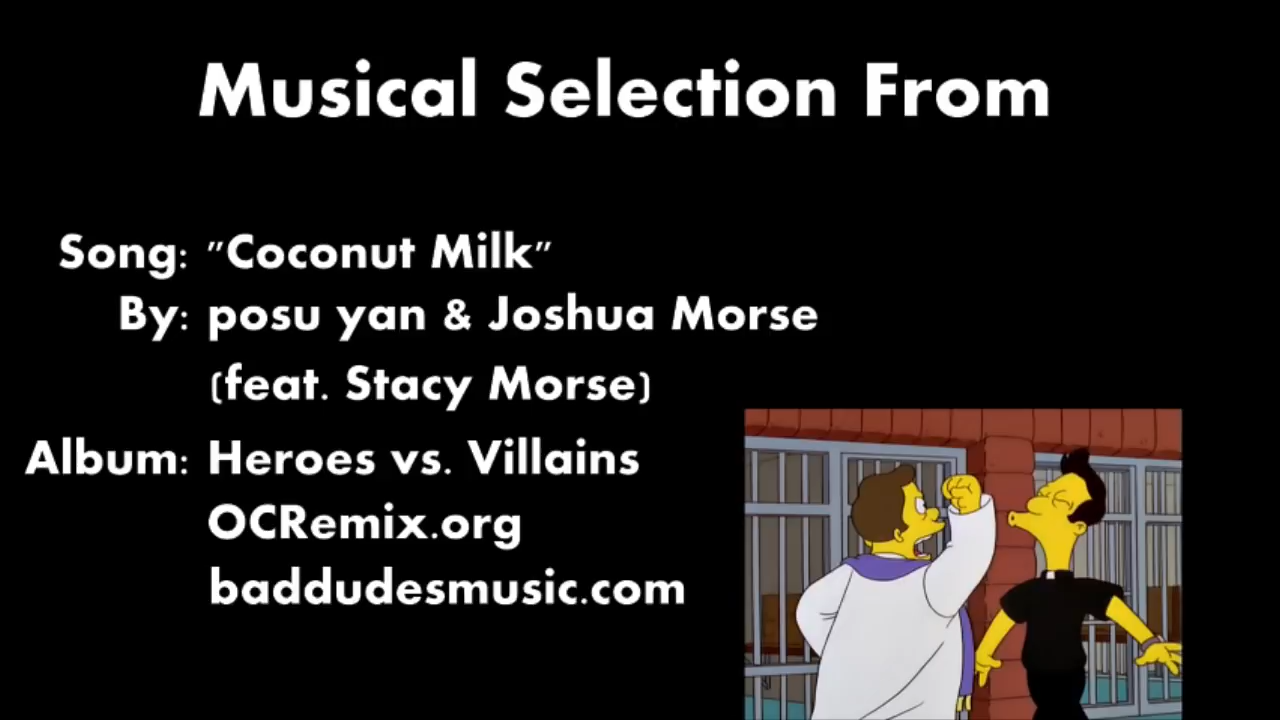 Musical Selection From
Song: "Coconut Milk"
By: posu yan & Joshua Morse
(feat. Stacy Morse)
Album: Heroes vs. Villains
OCRemix.org
baddudesmusic.com